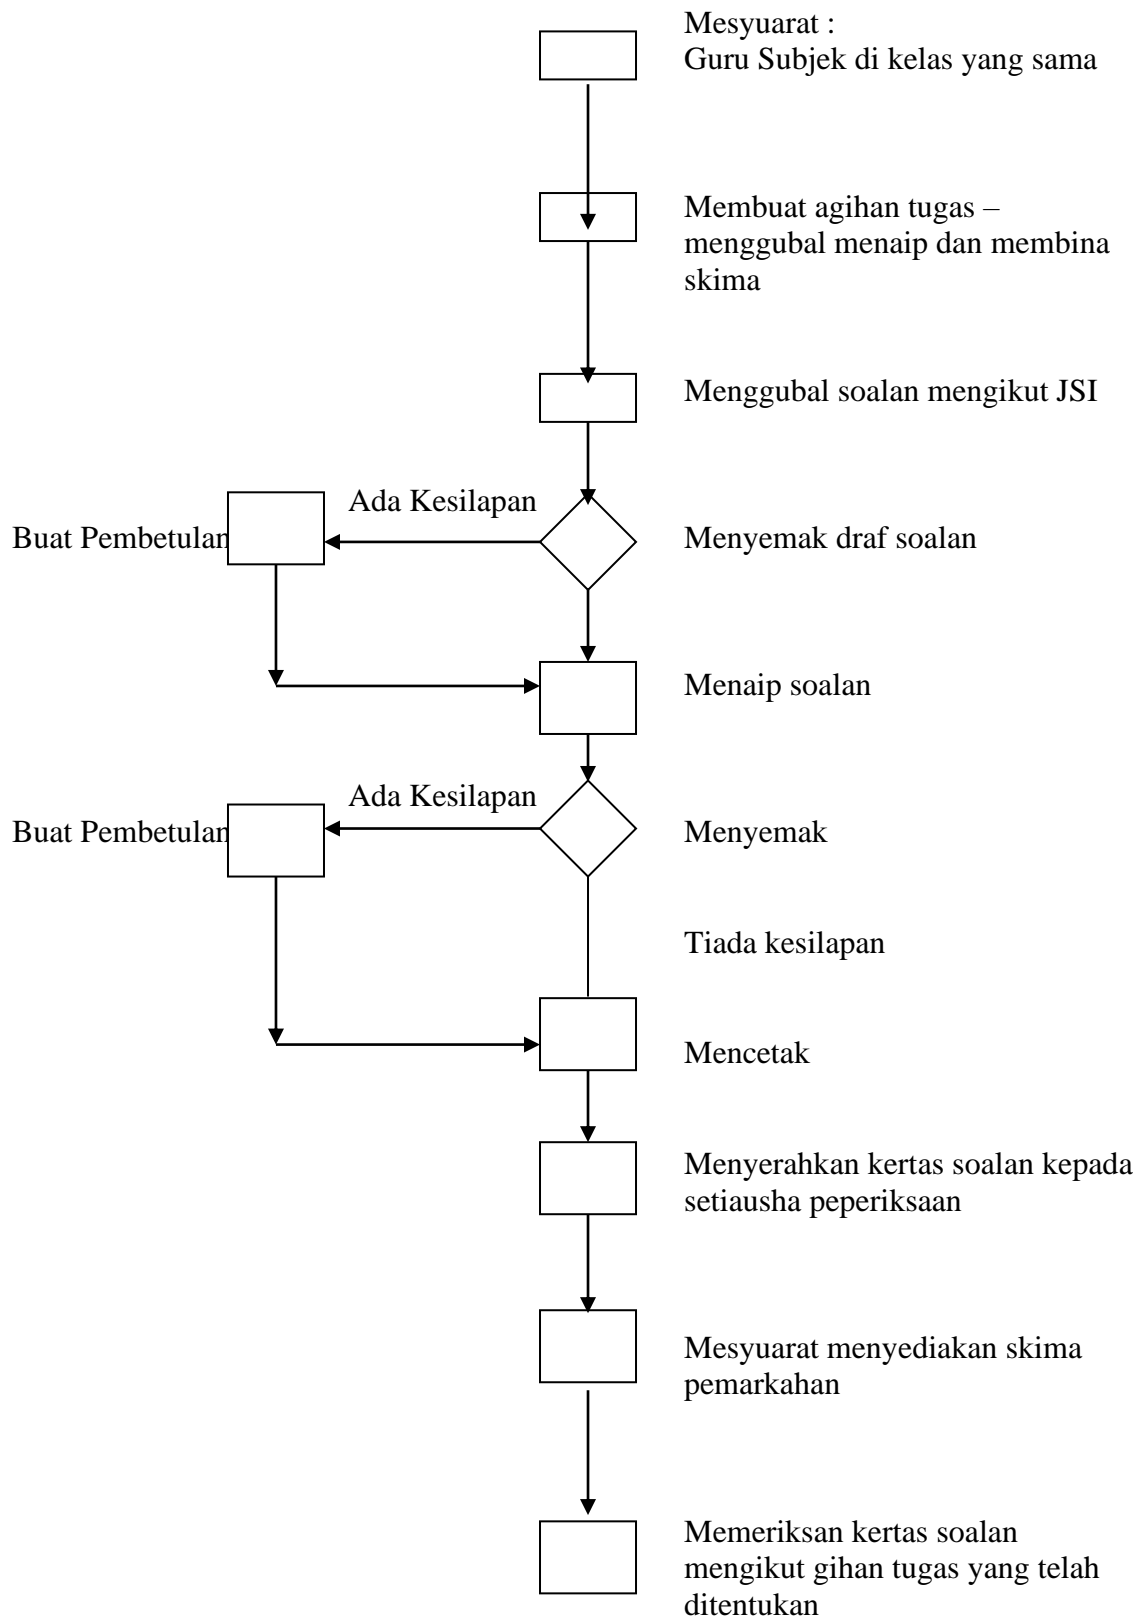 Mesyuarat :
Guru Subjek di kelas yang sama
Membuat agihan tugas –
menggubal menaip dan membina
skima
Menggubal soalan mengikut JSI
Ada Kesilapan
Buat Pembetulan
Menyemak draf soalan
Menaip soalan
Ada Kesilapan
Buat Pembetulan
Menyemak
Tiada kesilapan
Mencetak
Menyerahkan kertas soalan kepada
setiausha peperiksaan
Mesyuarat menyediakan skima
pemarkahan
Memeriksan kertas soalan
mengikut gihan tugas yang telah
ditentukan